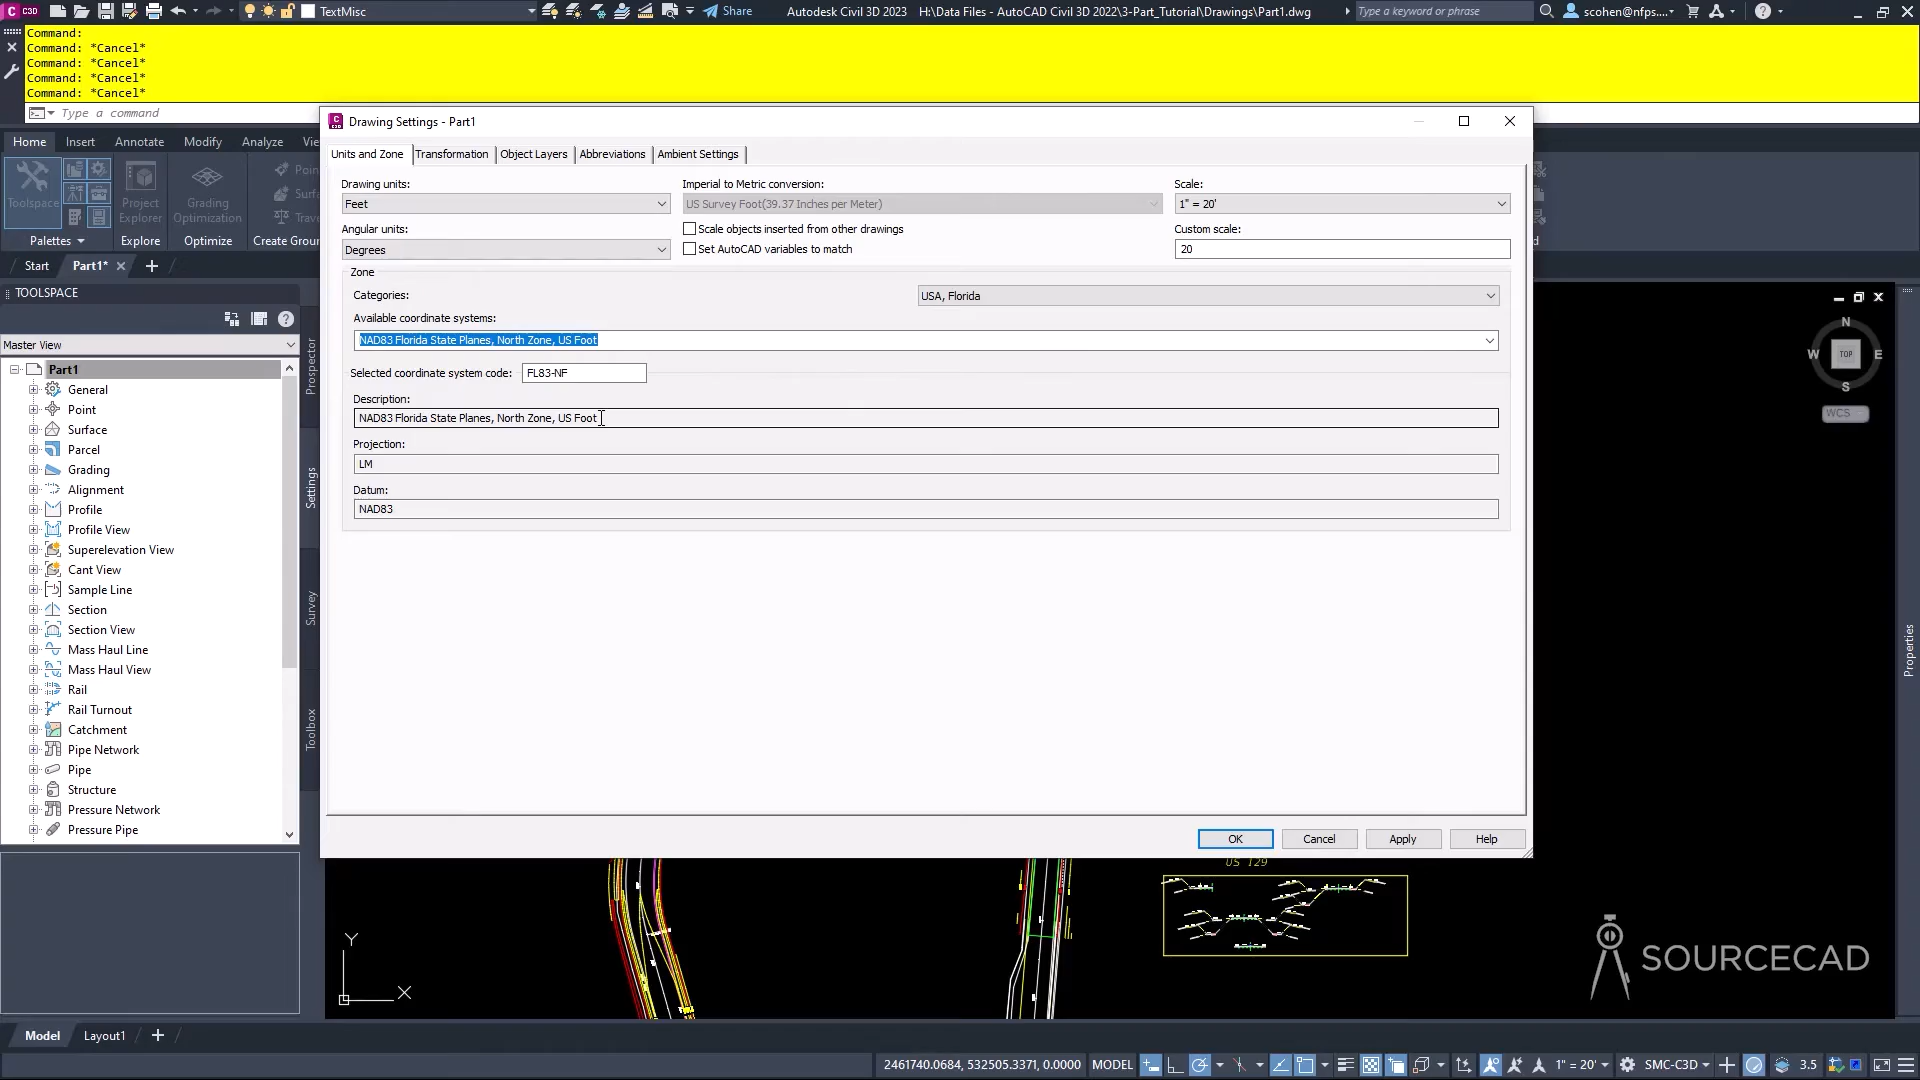 C3D
TextMisc
Share
Autodesk Civil 3D 2023
H:\Data Files - AutoCAD Civil 3D 2022\3-Part_Tutorial\Drawings\Part1.dwg
Type a keyword or phrase
scohen@nfps....
Command:
Command: *Cancel*
Command: *Cancel*
Command: *Cancel*
Command: *Cancel*
Type a command
Home
Insert
Annotate
Modify
Analyze
Toolspace
Project Explorer
Grading Optimization
Palettes
Explore
Optimize
Create Groun
Start
Part1*
TOOLSPACE
Master View
Part1
General
Point
Surface
Parcel
Grading
Alignment
Profile
Profile View
Superelevation View
Cant View
Sample Line
Section
Section View
Mass Haul Line
Mass Haul View
Rail
Rail Turnout
Catchment
Pipe Network
Pipe
Structure
Pressure Network
Pressure Pipe
Prospector
Settings
Survey
Toolbox
Drawing Settings - Part1
Units and Zone
Transformation
Object Layers
Abbreviations
Ambient Settings
Drawing units:
Feet
Imperial to Metric conversion:
US Survey Foot(39.37 Inches per Meter)
Scale:
1" = 20'
Angular units:
Degrees
Scale objects inserted from other drawings
Set AutoCAD variables to match
Custom scale:
20
Zone
Categories:
USA, Florida
Available coordinate systems:
NAD83 Florida State Planes, North Zone, US Foot
Selected coordinate system code:
FL83-NF
Description:
NAD83 Florida State Planes, North Zone, US Foot
Projection:
LM
Datum:
NAD83
OK
Cancel
Apply
Help
N
W
TOP
E
S
WCS
Properties
US 129
Y
X
SOURCECAD
Model
Layout1
2461740.0684, 532505.3371, 0.0000
MODEL
1" = 20'
SMC-C3D
3.5